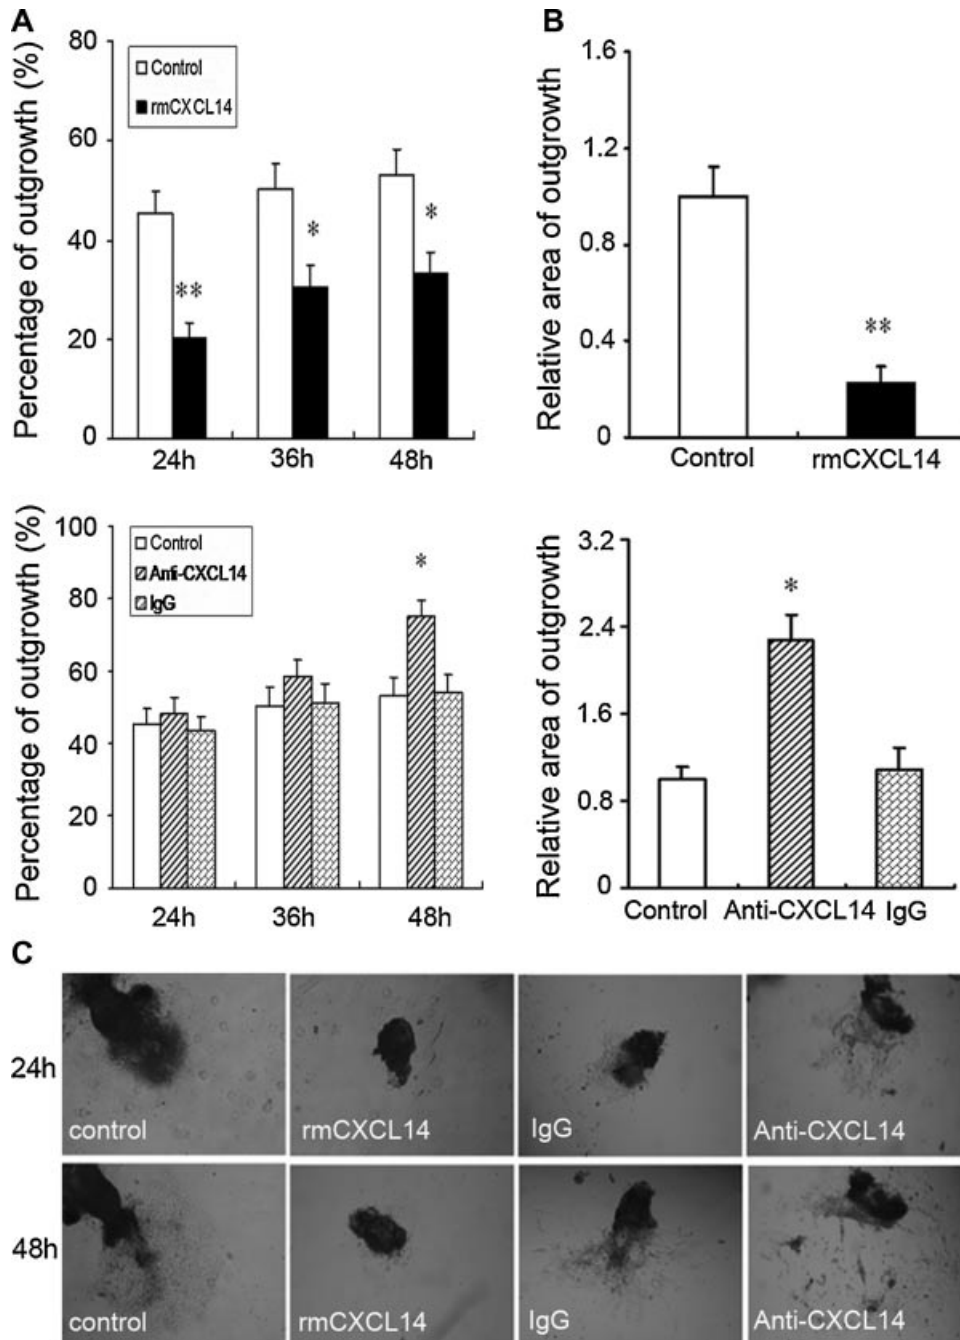 A
Percentage of outgrowth (%)
80
60
40
20
0
Control
rmCXCL14
**
*
*
24h 36h 48h
B
Relative area of outgrowth
1.6
1.2
0.8
0.4
0
**
Control rmCXCL14
Percentage of outgrowth (%)
100
80
60
40
20
0
Control
Anti-CXCL14
IgG
*
24h 36h 48h
Relative area of outgrowth
3.2
2.4
1.6
0.8
0
*
Control Anti-CXCL14 IgG
C
24h
control rmCXCL14 IgG Anti-CXCL14
48h
control rmCXCL14 IgG Anti-CXCL14